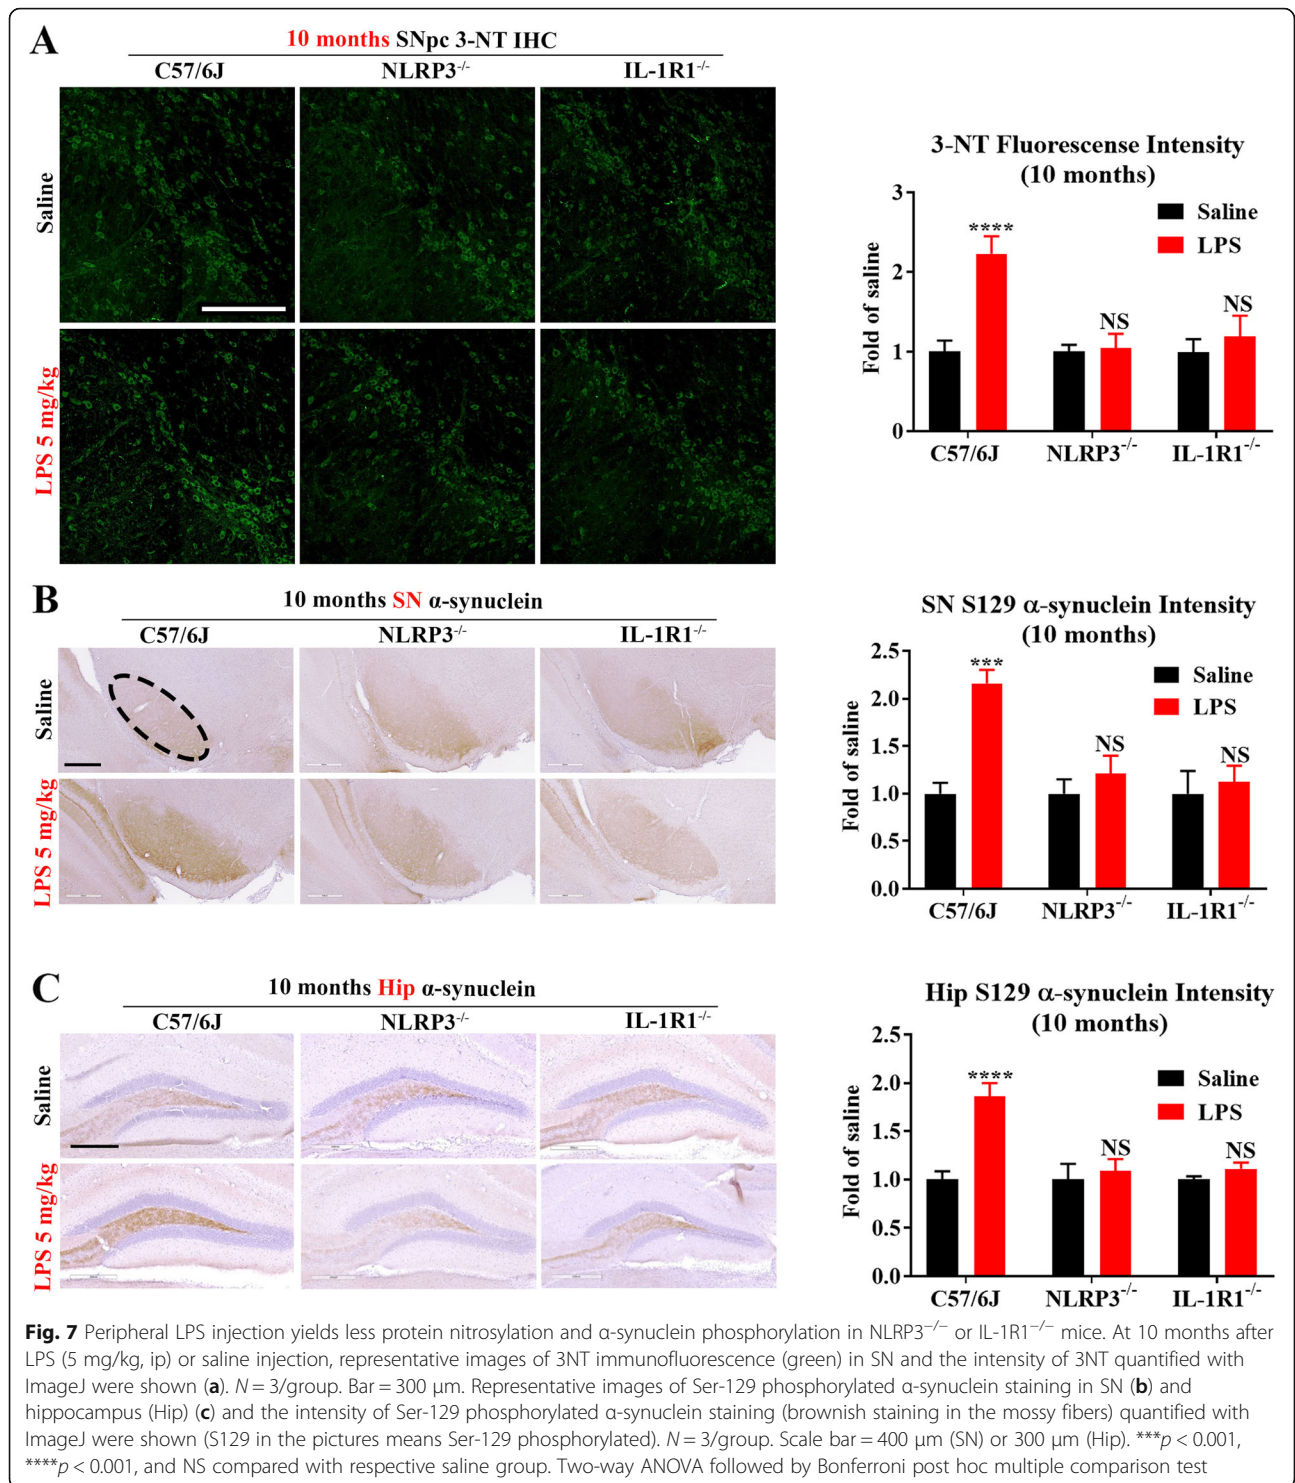 A
10 months SNpc 3-NT IHC
C57/6J NLRP3-/- IL-1R1-/-
Saline
LPS 5 mg/kg
3-NT Fluorescense Intensity
(10 months)
Fold of saline
3
2
1
0
Saline
LPS
****
NS
NS
C57/6J NLRP3-/- IL-1R1-/-
B
10 months SN α-synuclein
C57/6J NLRP3-/- IL-1R1-/-
Saline
LPS 5 mg/kg
SN S129 α-synuclein Intensity
(10 months)
Fold of saline
2.5
2.0
1.5
1.0
0.5
0.0
Saline
LPS
***
NS
NS
C57/6J NLRP3-/- IL-1R1-/-
C
10 months Hip α-synuclein
C57/6J NLRP3-/- IL-1R1-/-
Saline
LPS 5 mg/kg
Hip S129 α-synuclein Intensity
(10 months)
Fold of saline
2.5
2.0
1.5
1.0
0.5
0.0
Saline
LPS
****
NS
NS
C57/6J NLRP3-/- IL-1R1-/-
Fig. 7 Peripheral LPS injection yields less protein nitrosylation and α-synuclein phosphorylation in NLRP3−/− or IL-1R1−/− mice. At 10 months after
LPS (5 mg/kg, ip) or saline injection, representative images of 3NT immunofluorescence (green) in SN and the intensity of 3NT quantified with
ImageJ were shown (a). N = 3/group. Bar = 300 μm. Representative images of Ser-129 phosphorylated α-synuclein staining in SN (b) and
hippocampus (Hip) (c) and the intensity of Ser-129 phosphorylated α-synuclein staining (brownish staining in the mossy fibers) quantified with
ImageJ were shown (S129 in the pictures means Ser-129 phosphorylated). N = 3/group. Scale bar = 400 μm (SN) or 300 μm (Hip). ***p < 0.001,
****p < 0.001, and NS compared with respective saline group. Two-way ANOVA followed by Bonferroni post hoc multiple comparison test